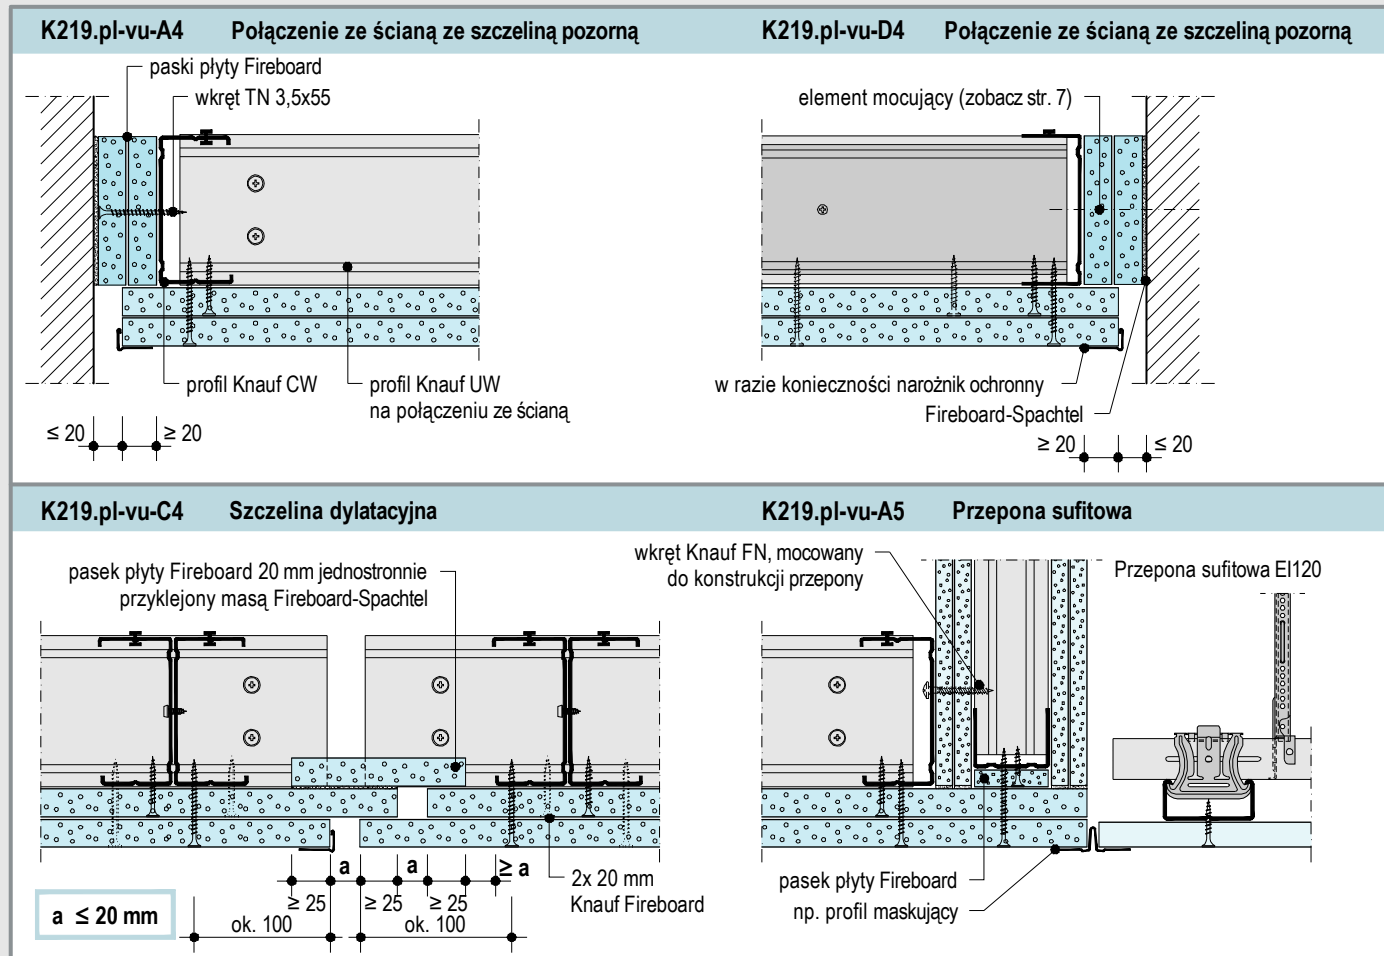 K219.pl-vu-A4 Połączenie ze ścianą ze szczeliną pozorną
paski płyty Fireboard
wkręt TN 3,5x55
profil Knauf CW
profil Knauf UW
na połączeniu ze ścianą
≤ 20
≥ 20
K219.pl-vu-D4 Połączenie ze ścianą ze szczeliną pozorną
element mocujący (zobacz str. 7)
w razie konieczności narożnik ochronny
Fireboard-Spachtel
≥ 20
≤ 20
K219.pl-vu-C4 Szczelina dylatacyjna
pasek płyty Fireboard 20 mm jednostronnie
przyklejony masą Fireboard-Spachtel
a
a
≥ a
≥ 25
≥ 25
≥ 25
2x 20 mm
Knauf Fireboard
a ≤ 20 mm
ok. 100
ok. 100
K219.pl-vu-A5 Przepona sufitowa
wkręt Knauf FN, mocowany
do konstrukcji przepony
Przepona sufitowa EI120
pasek płyty Fireboard
np. profil maskujący